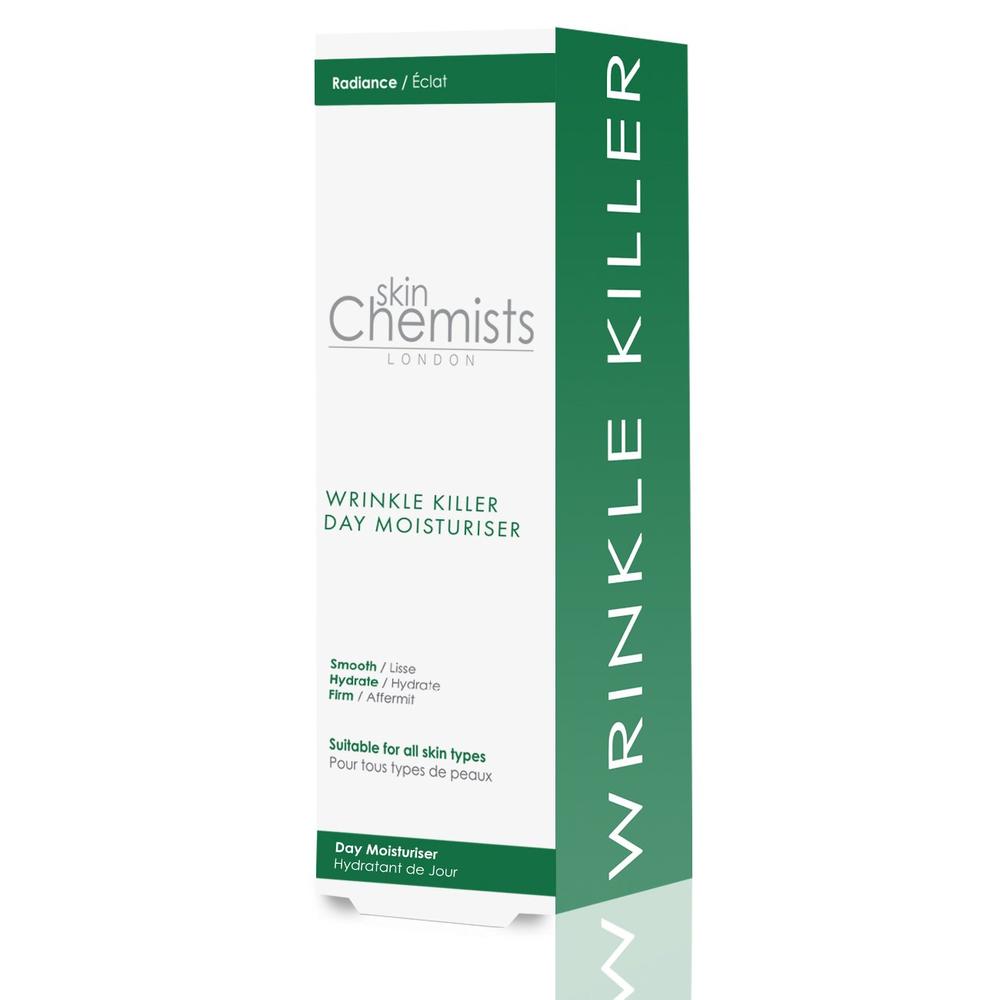 Radiance / Éclat
skin
Chemists
LONDON
WRINKLE KILLER
DAY MOISTURISER
Smooth / Lisse
Hydrate / Hydrate
Firm / Affermit
Suitable for all skin types
Pour tous types de peaux
Day Moisturiser
Hydratant de Jour
WRINKLE KILLER